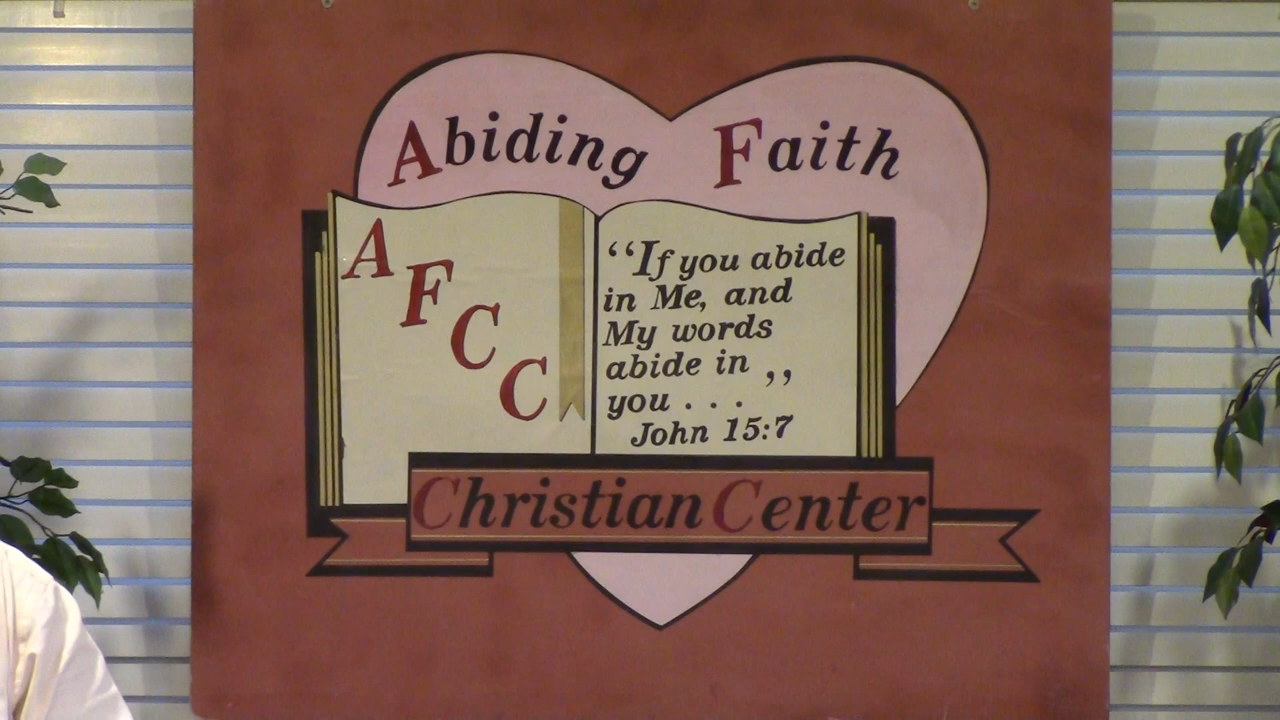 Abiding Faith
A
F
C
C
“If you abide
in Me, and
My words
abide in ,,
you . . .
John 15:7
Christian Center